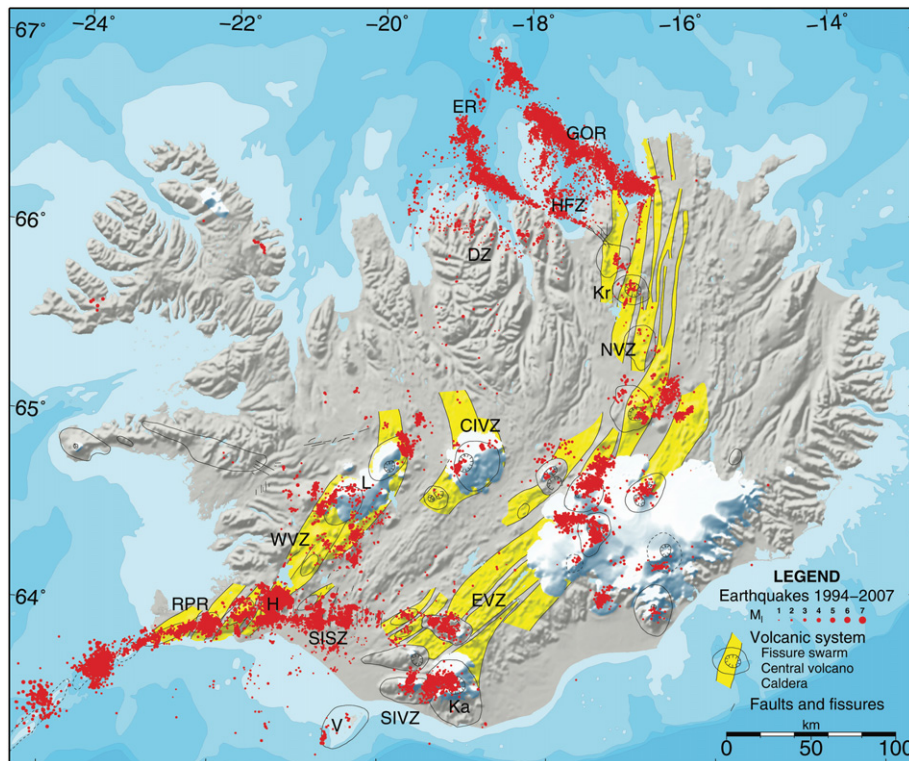 −24 −22 −20 −18 −16 −14
67°
ER
GOR
66°
HFZ
DZ
Kr
NVZ
65°
CIVZ
L
WVZ
64°
RPR
H
SISZ
EVZ
SIVZ
Ka
V
LEGEND
Earthquakes 1994–2007
Ml 1 2 3 4 5 6 7
Volcanic system
Fissure swarm
Central volcano
Caldera
Faults and fissures
km
0 50 100